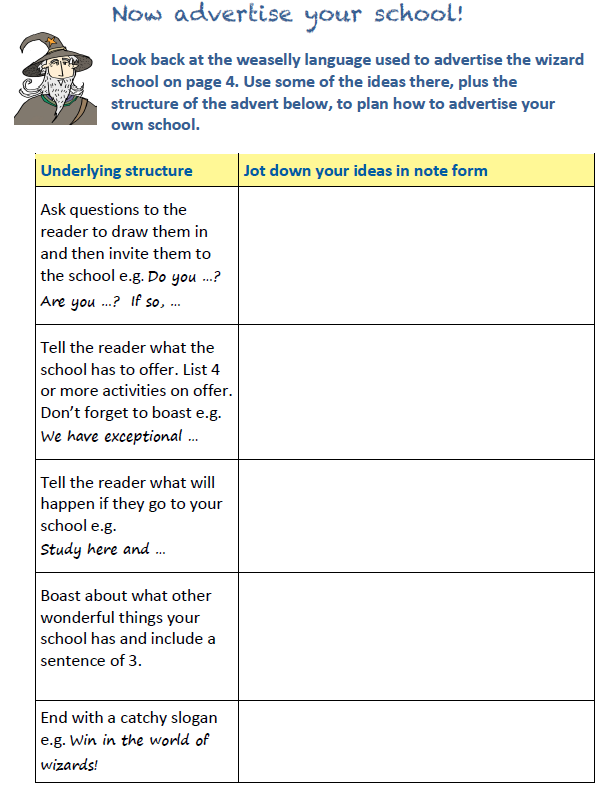 Now advertise your school!
Look back at the weaselly language used to advertise the wizard
school on page 4. Use some of the ideas there, plus the
structure of the advert below, to plan how to advertise your
own school.
Underlying structure
Jot down your ideas in note form
Ask questions to the
reader to draw them in
and then invite them to
the school e.g. Do you …?
Are you …?  If so, …
Tell the reader what the
school has to offer. List 4
or more activities on offer.
Don’t forget to boast e.g.
We have exceptional …
Tell the reader what will
happen if they go to your
school e.g.
Study here and …
Boast about what other
wonderful things your
school has and include a
sentence of 3.
End with a catchy slogan
e.g. Win in the world of
wizards!